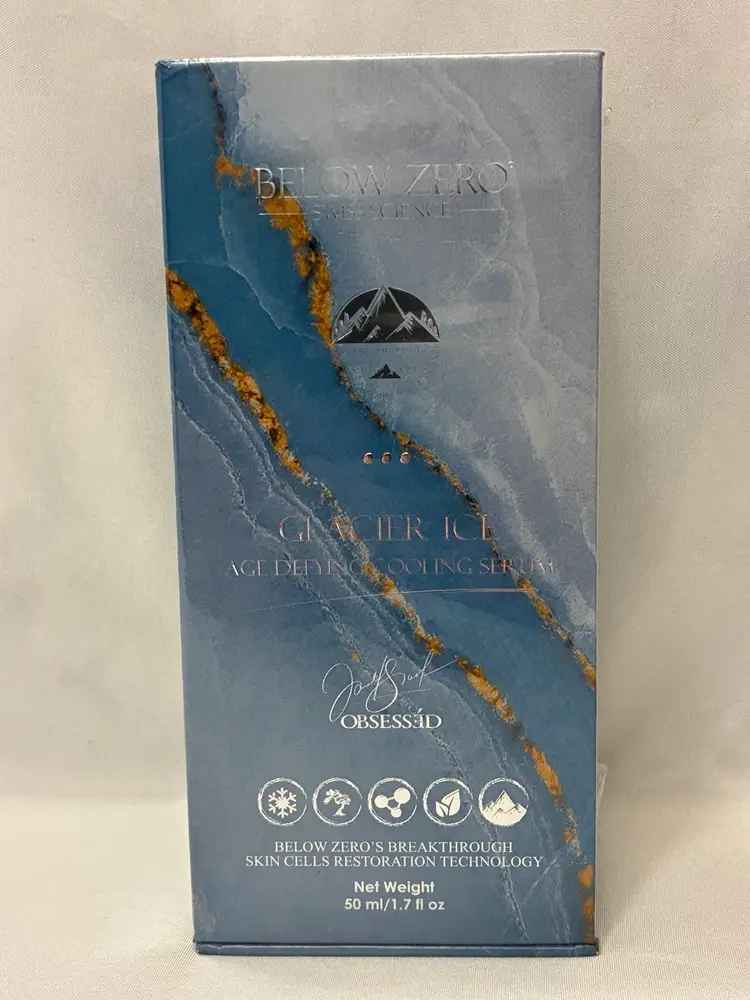 BELOW ZERO°
SWISS SCIENCE
GLACIER ICE
AGE DEFYING COOLING SERUM
OBSESSÉD
BELOW ZERO'S BREAKTHROUGH
SKIN CELLS RESTORATION TECHNOLOGY
Net Weight
50 ml/1.7 fl oz